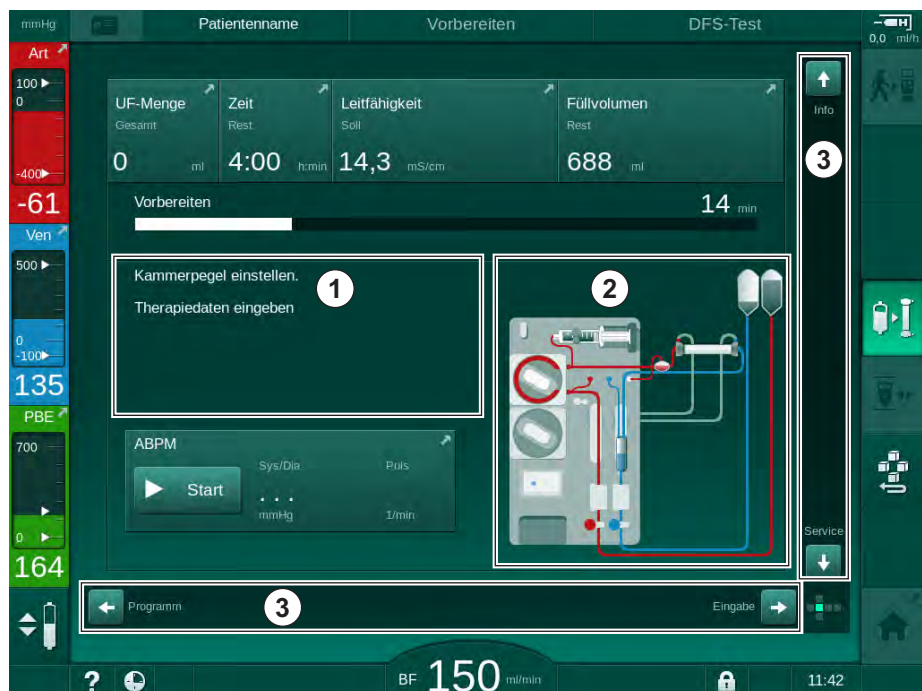 mmHg
Patientenname
Vorbereiten
DFS-Test
0,0 ml/h
Art
100
0
-400
-61
Ven
500
0
-100
135
PBE
700
0
164
UF-Menge
Gesamt
0 ml
Zeit
Rest
4:00 h:min
Leitfähigkeit
Soll
14,3 mS/cm
Füllvolumen
Rest
688 ml
Vorbereiten
14 min
Kammerpegel einstellen.
Therapiedaten eingeben
1
2
ABPM
Start
Sys/Dia
. . .
mmHg
Puls
1/min
Info
3
Service
Programm
3
Eingabe
?
BF 150 ml/min
11:42